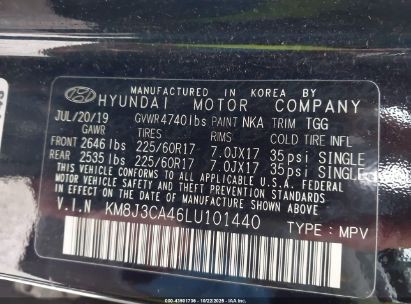 MANUFACTURED IN KOREA BY
HYUNDAI MOTOR COMPANY
JUL/20/19 GVWR 4740lbs PAINT NKA TRIM TGG
GAWR TIRES RIMS COLD TIRE INFL
FRONT 2646 lbs 225/60R17 7.0JX17 35psi SINGLE
REAR 2535 lbs 225/60R17 7.0JX17 35psi SINGLE
THIS VEHICLE CONFORMS TO ALL APPLICABLE U.S.A. FEDERAL
MOTOR VEHICLE SAFETY, BUMPER, AND THEFT PREVENTION
STANDARDS IN EFFECT ON THE DATE OF MANUFACTURE SHOWN ABOVE.
V.I.N KM8J3CA46LU101440
TYPE : MPV